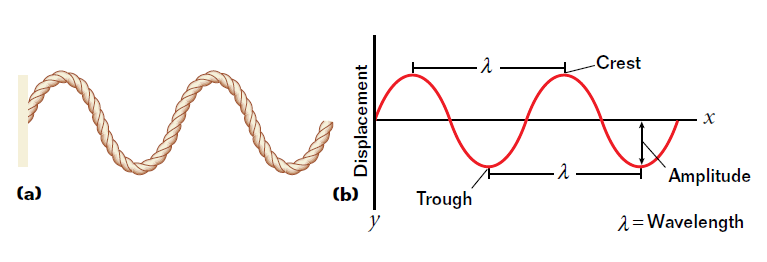 (a)
(b)
Displacement
λ
Crest
x
λ
Amplitude
Trough
y
λ = Wavelength